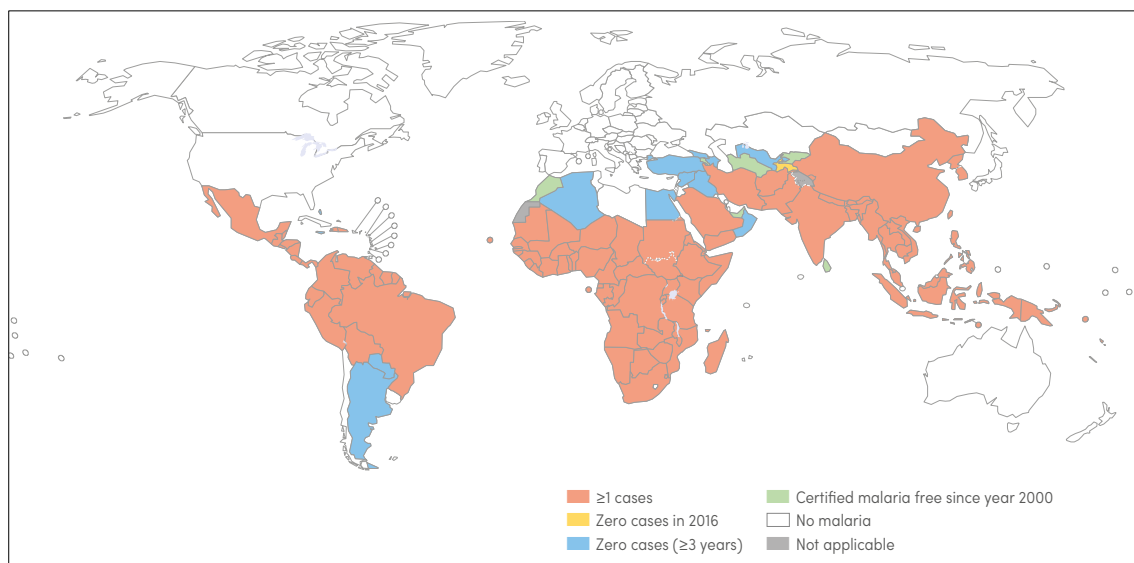 ≥1 cases
Zero cases in 2016
Zero cases (≥3 years)
Certified malaria free since year 2000
No malaria
Not applicable